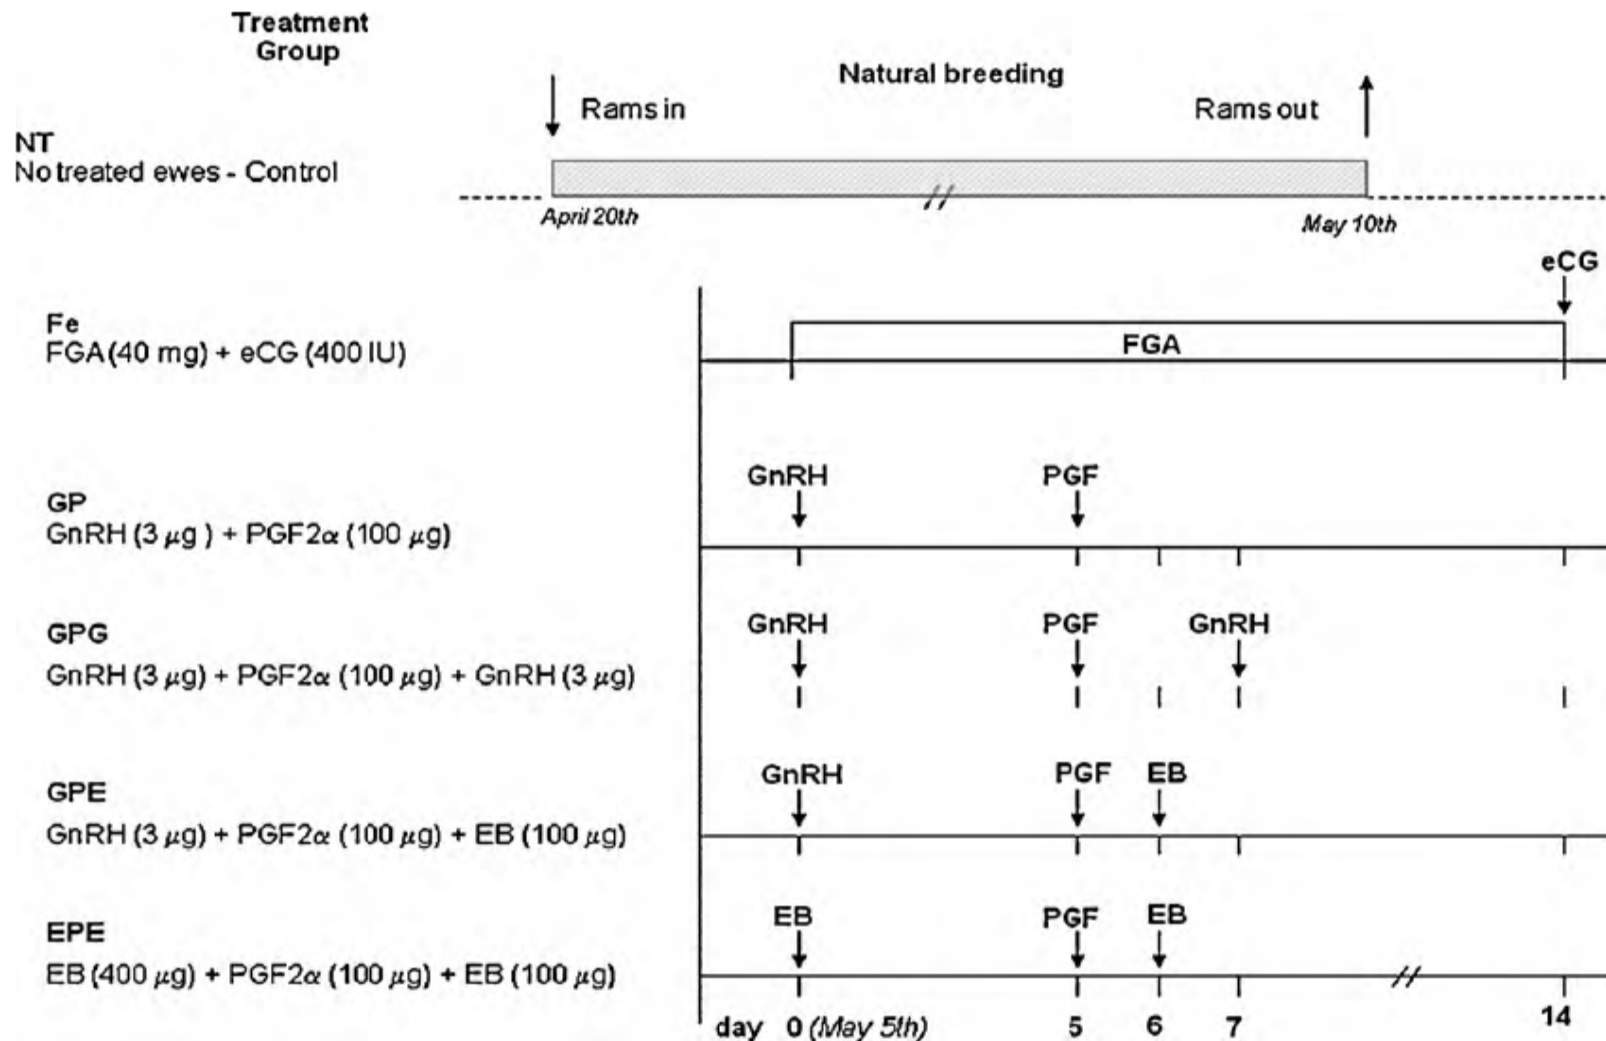 Treatment
Group
Natural breeding
Rams in
Rams out
NT
No treated ewes - Control
April 20th
May 10th
eCG
Fe
FGA (40 mg) + eCG (400 IU)
FGA
GnRH
PGF
GP
GnRH (3 μg ) + PGF2α (100 μg)
GnRH
PGF
GnRH
GPG
GnRH (3 μg) + PGF2α (100 μg) + GnRH (3 μg)
GnRH
PGF
EB
GPE
GnRH (3 μg) + PGF2α (100 μg) + EB (100 μg)
EB
PGF
EB
EPE
EB (400 μg) + PGF2α (100 μg) + EB (100 μg)
day 0 (May 5th) 5 6 7 14